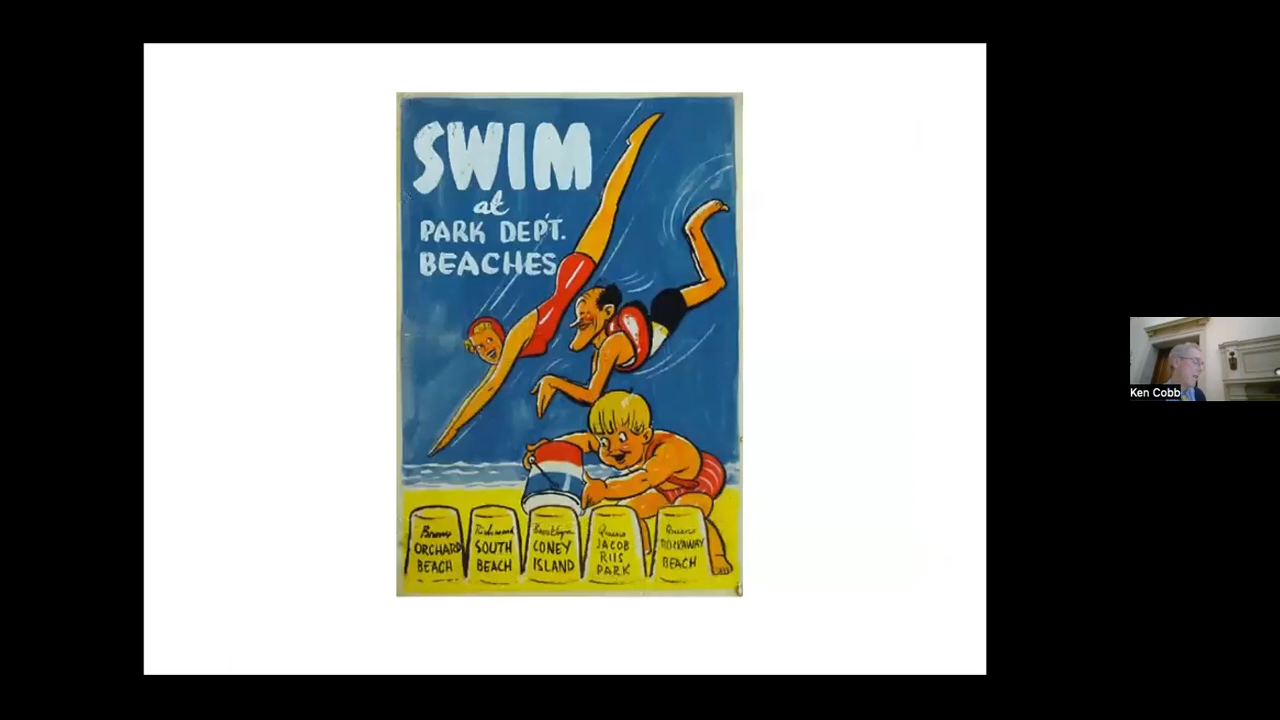 SWIM
at
PARK DEP'T.
BEACHES
Bronx
ORCHARD
BEACH
Richmond
SOUTH
BEACH
Brooklyn
CONEY
ISLAND
Queens
JACOB
RIIS
PARK
Queens
ROCKAWAY
BEACH
Ken Cobb